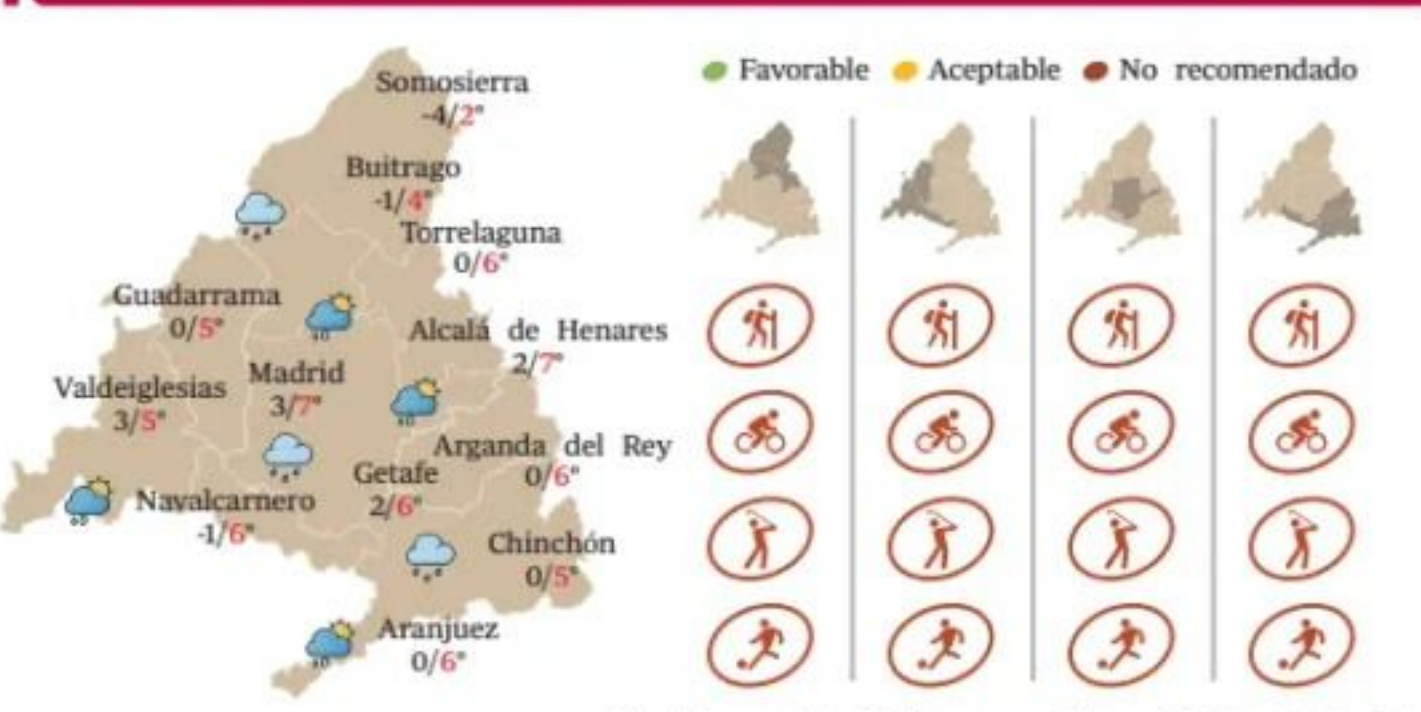 Somosierra
-4/2°
Buitrago
-1/4°
Torrelaguna
0/6°
Guadarrama
0/5°
Alcalá de Henares
2/7°
Valdeiglesias
3/5°
Madrid
3/7°
Arganda del Rey
0/6°
Getafe
2/6°
Navalcarnero
-1/6°
Chinchón
0/5°
Aranjuez
0/6°
Favorable Aceptable No recomendado